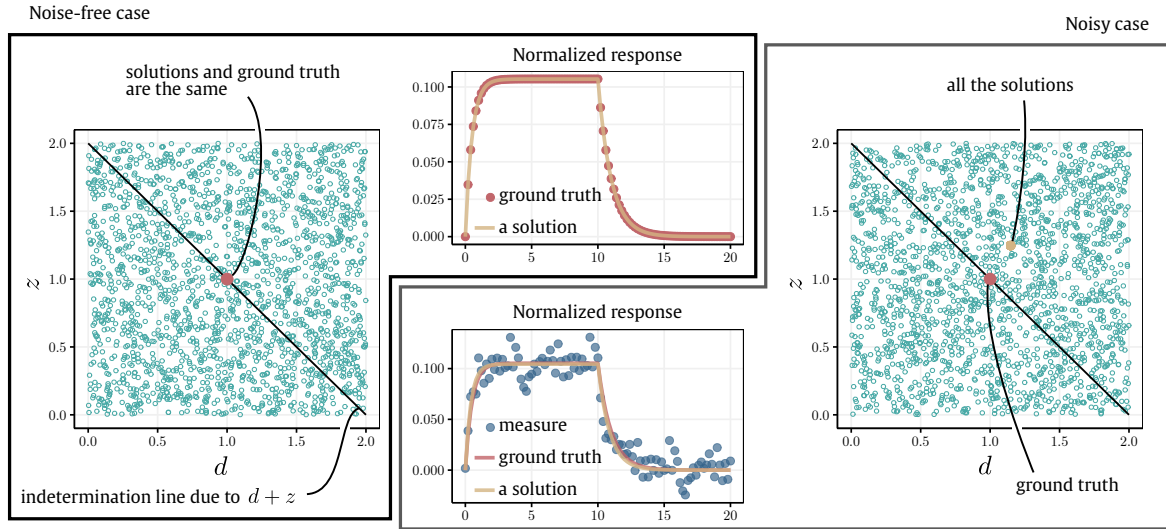 Noise-free case
Noisy case
solutions and ground truth
are the same
2.0
1.5
1.0
0.5
0.0
z
0.0 0.5 1.0 1.5 2.0
d
indetermination line due to d + z
Normalized response
0.100
0.075
0.050
0.025
0.000
ground truth
a solution
0 5 10 15 20
Normalized response
0.100
0.050
0.000
measure
ground truth
a solution
0 5 10 15 20
all the solutions
2.0
1.5
1.0
0.5
0.0
z
0.0 0.5 1.0 1.5 2.0
d
ground truth